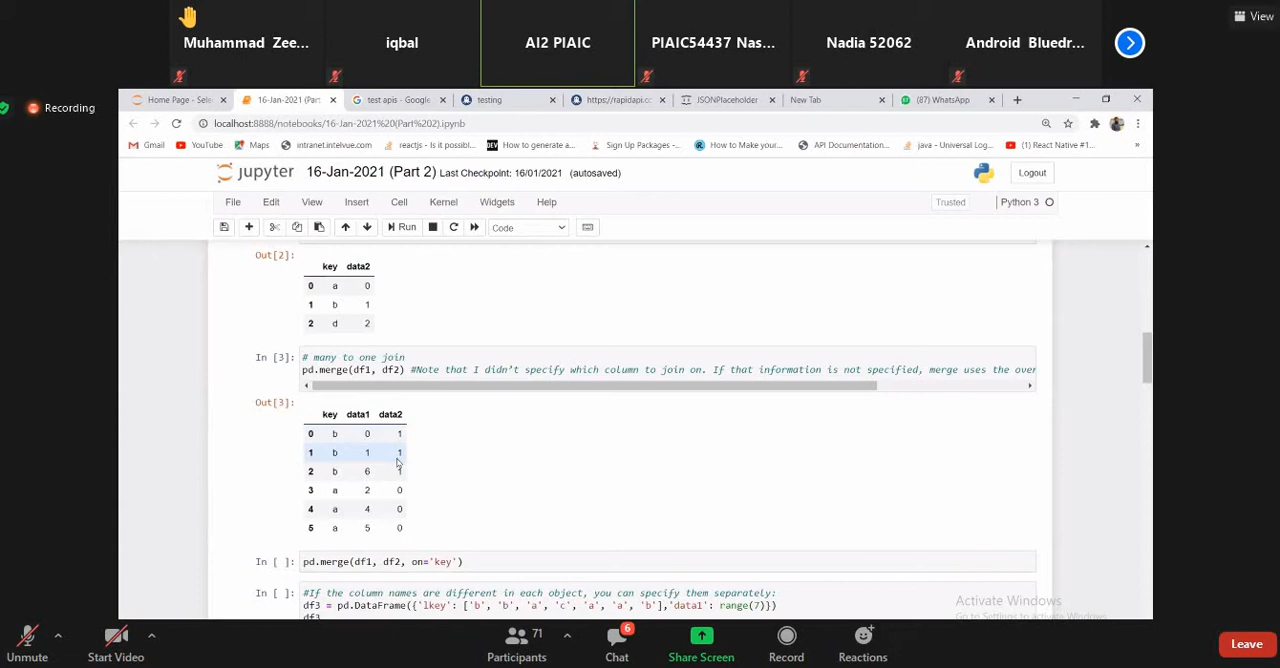 View
Muhammad Zee...
iqbal
AI2 PIAIC
PIAIC54437 Nas...
Nadia 52062
Android Bluedr...
Recording
Home Page - Sele
16-Jan-2021 (Part
test apis - Google
testing
https://rapidapi.co
JSONPlaceholder
New Tab
(87) WhatsApp
localhost:8888/notebooks/16-Jan-2021%20(Part%202).ipynb
Gmail
YouTube
Maps
intranet.intelvue.com
reactjs - Is it possibl...
DEV
How to generate a...
Sign Up Packages -...
How to Make your...
API Documentation...
java - Universal Log...
(1) React Native #1...
»
jupyter
16-Jan-2021 (Part 2) Last Checkpoint: 16/01/2021 (autosaved)
Logout
File Edit View Insert Cell Kernel Widgets Help
Trusted
Python 3
Run
Code
Out[2]:
key data2
0 a 0
1 b 1
2 d 2
In [3]: # many to one join
pd.merge(df1, df2) #Note that I didn't specify which column to join on. If that information is not specified, merge uses the over
Out[3]:
key data1 data2
0 b 0 1
1 b 1 1
2 b 6 1
3 a 2 0
4 a 4 0
5 a 5 0
In [ ]: pd.merge(df1, df2, on='key')
In [ ]: #If the column names are different in each object, you can specify them separately:
df3 = pd.DataFrame({'lkey': ['b', 'b', 'a', 'c', 'a', 'a', 'b'],'data1': range(7)})
df3
Activate Windows
Go to Settings to activate Windows.
Unmute
Start Video
71
Participants
6
Chat
Share Screen
Record
Reactions
Leave